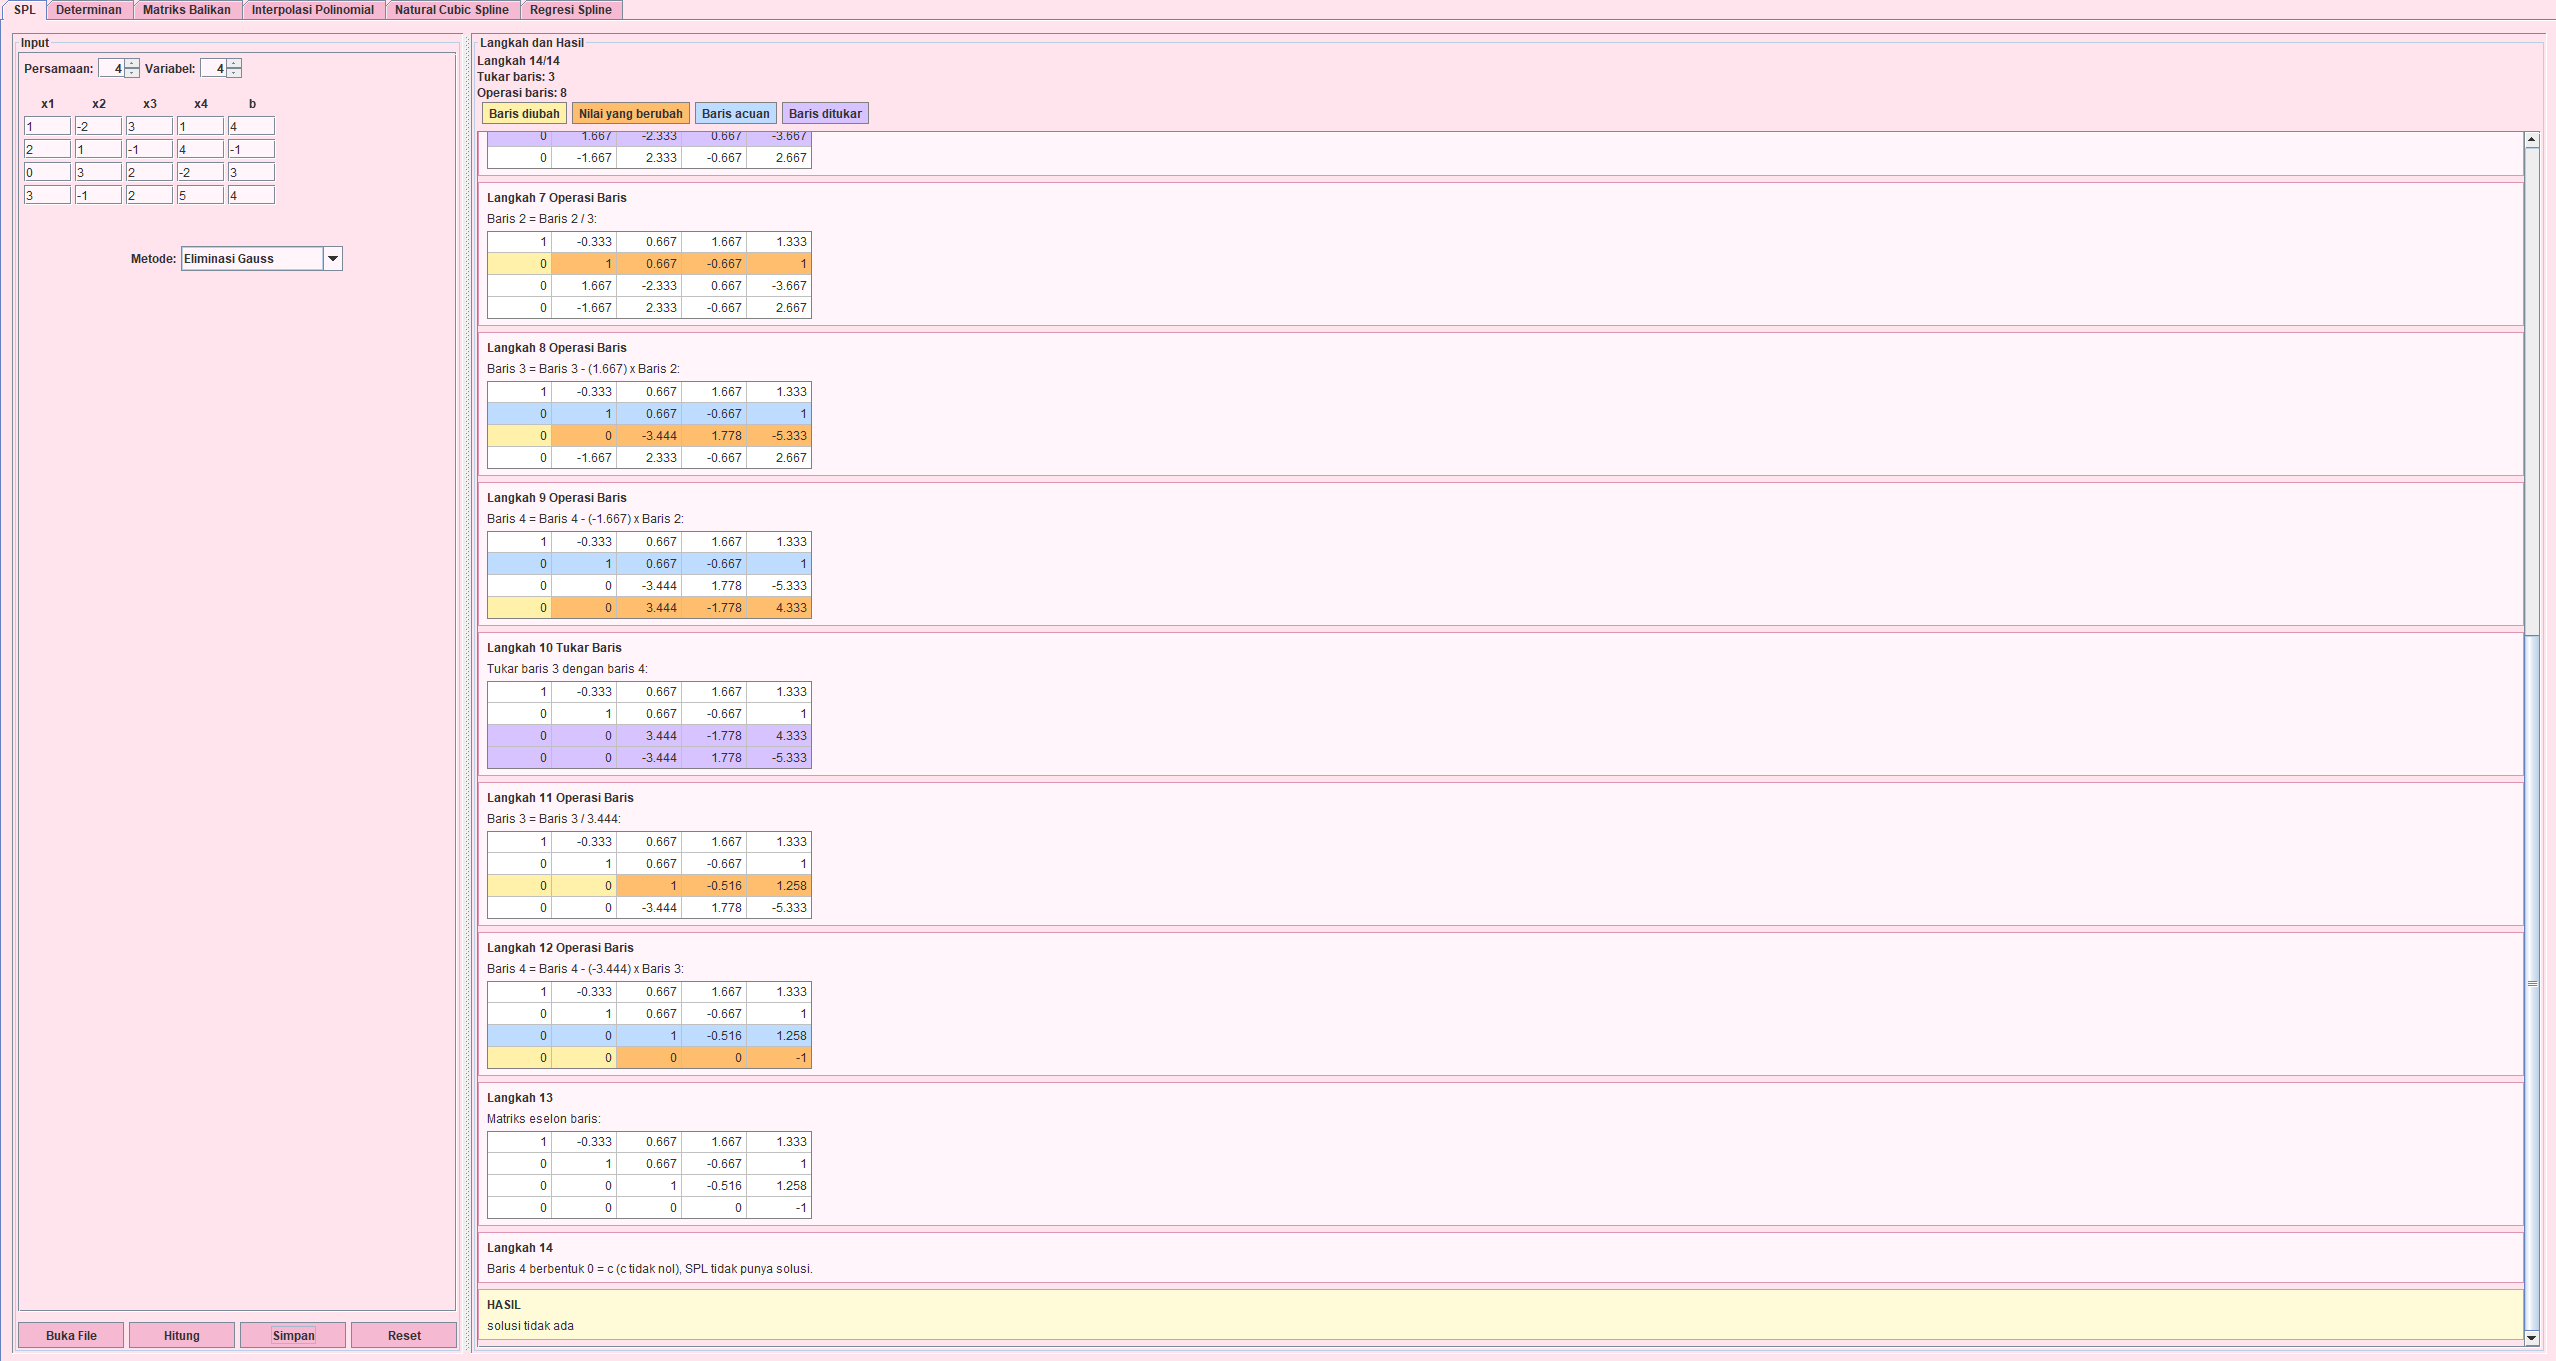 SPL Determinan Matriks Balikan Interpolasi Polinomial Natural Cubic Spline Regresi Spline
Input
Persamaan: 4 Variabel: 4
x1 x2 x3 x4 b
1 -2 3 1 4
2 1 -1 4 -1
0 3 2 -2 3
3 -1 2 5 4
Metode: Eliminasi Gauss
Buka File Hitung Simpan Reset
Langkah dan Hasil
Langkah 14/14
Tukar baris: 3
Operasi baris: 8
Baris diubah Nilai yang berubah Baris acuan Baris ditukar
0 1.667 -2.333 0.667 -3.667
0 -1.667 2.333 -0.667 2.667
Langkah 7 Operasi Baris
Baris 2 = Baris 2 / 3:
1 -0.333 0.667 1.667 1.333
0 1 0.667 -0.667 1
0 1.667 -2.333 0.667 -3.667
0 -1.667 2.333 -0.667 2.667
Langkah 8 Operasi Baris
Baris 3 = Baris 3 - (1.667) x Baris 2:
1 -0.333 0.667 1.667 1.333
0 1 0.667 -0.667 1
0 0 -3.444 1.778 -5.333
0 -1.667 2.333 -0.667 2.667
Langkah 9 Operasi Baris
Baris 4 = Baris 4 - (-1.667) x Baris 2:
1 -0.333 0.667 1.667 1.333
0 1 0.667 -0.667 1
0 0 -3.444 1.778 -5.333
0 0 3.444 -1.778 4.333
Langkah 10 Tukar Baris
Tukar baris 3 dengan baris 4:
1 -0.333 0.667 1.667 1.333
0 1 0.667 -0.667 1
0 0 3.444 -1.778 4.333
0 0 -3.444 1.778 -5.333
Langkah 11 Operasi Baris
Baris 3 = Baris 3 / 3.444:
1 -0.333 0.667 1.667 1.333
0 1 0.667 -0.667 1
0 0 1 -0.516 1.258
0 0 -3.444 1.778 -5.333
Langkah 12 Operasi Baris
Baris 4 = Baris 4 - (-3.444) x Baris 3:
1 -0.333 0.667 1.667 1.333
0 1 0.667 -0.667 1
0 0 1 -0.516 1.258
0 0 0 0 -1
Langkah 13
Matriks eselon baris:
1 -0.333 0.667 1.667 1.333
0 1 0.667 -0.667 1
0 0 1 -0.516 1.258
0 0 0 0 -1
Langkah 14
Baris 4 berbentuk 0 = c (c tidak nol), SPL tidak punya solusi.
HASIL
solusi tidak ada